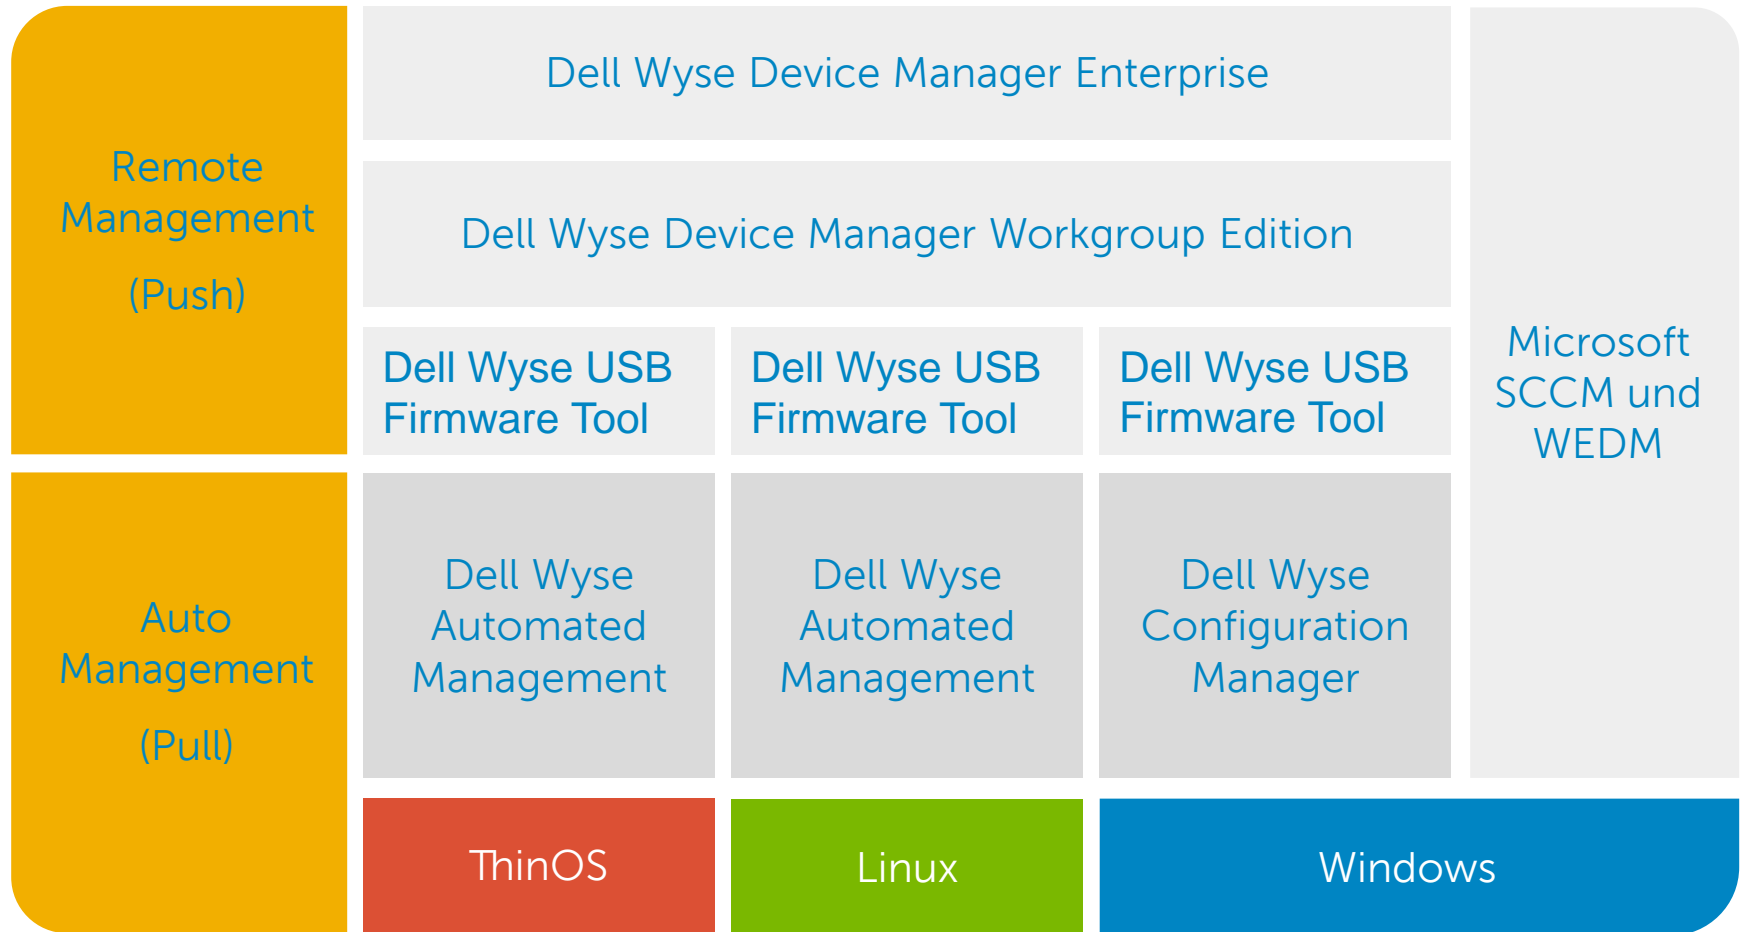 Remote
Management
(Push)
Dell Wyse Device Manager Enterprise
Dell Wyse Device Manager Workgroup Edition
Dell Wyse USB
Firmware Tool
Dell Wyse USB
Firmware Tool
Dell Wyse USB
Firmware Tool
Microsoft
SCCM und
WEDM
Auto
Management
(Pull)
Dell Wyse
Automated
Management
Dell Wyse
Automated
Management
Dell Wyse
Configuration
Manager
ThinOS
Linux
Windows